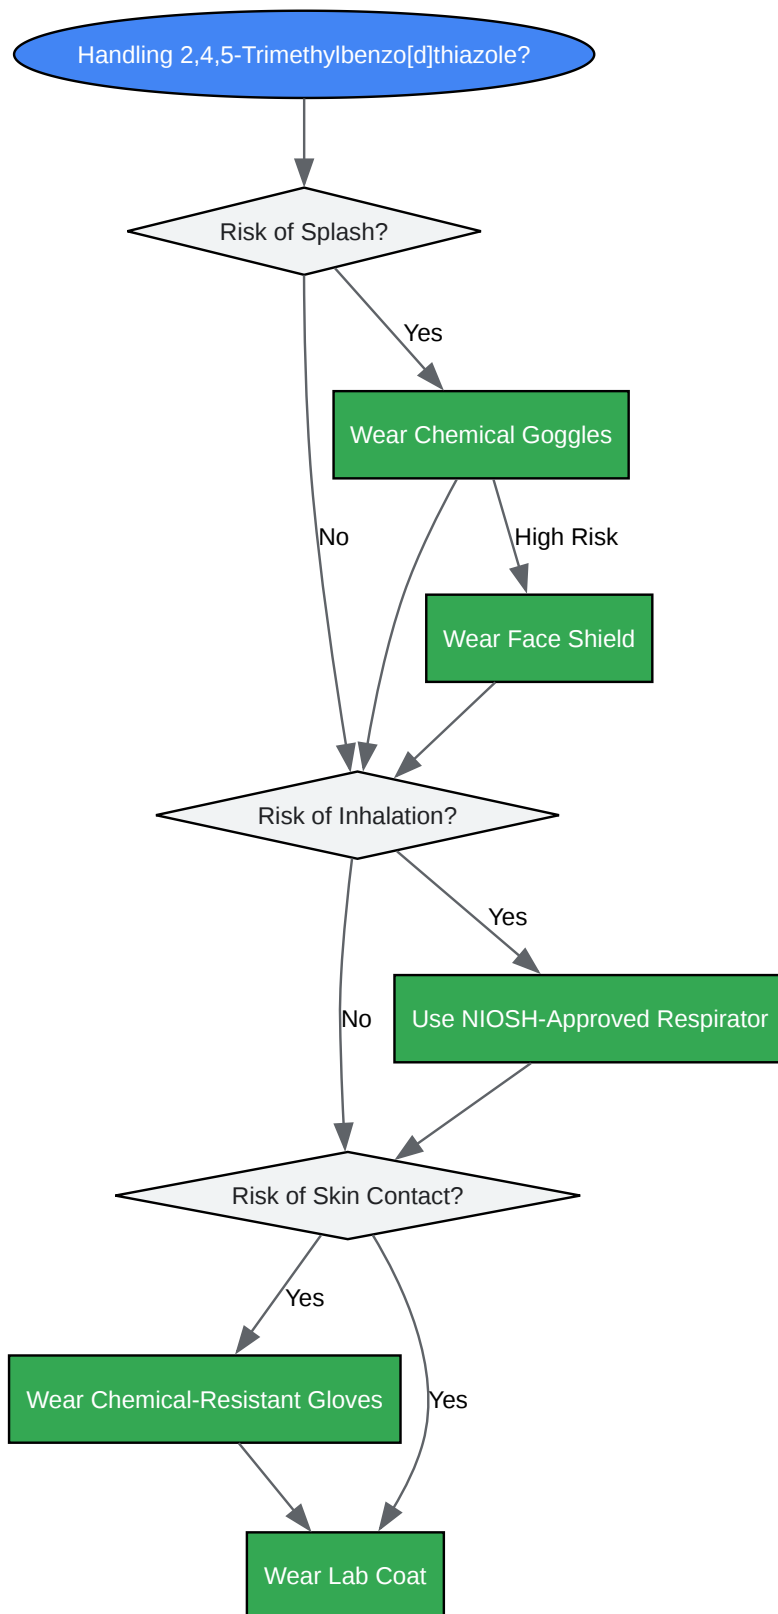 Handling 2,4,5-Trimethylbenzo[d]thiazole?
Risk of Splash?
Yes
Wear Chemical Goggles
No
High Risk
Wear Face Shield
Risk of Inhalation?
Yes
Use NIOSH-Approved Respirator
No
Risk of Skin Contact?
Yes
Wear Chemical-Resistant Gloves
Yes
Wear Lab Coat